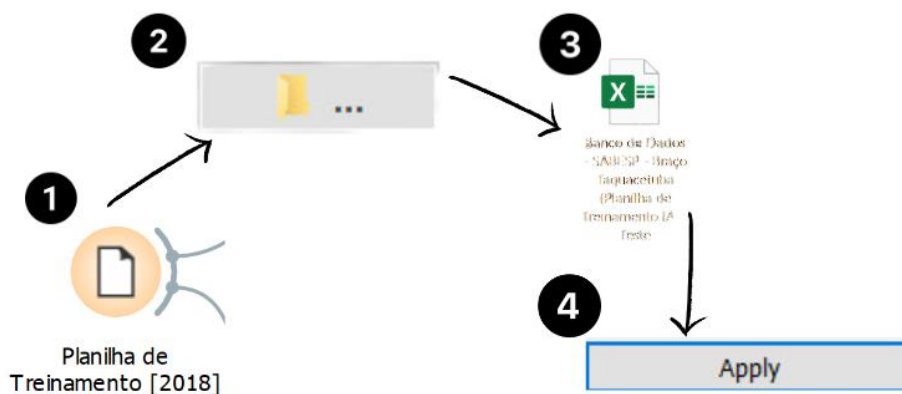 1
Planilha de
Treinamento [2018]
2
...
3
X
Banco de Dados
- SABESP - Braço
Taquacetuba
(Planilha de
Treinamento IA -
Teste
4
Apply